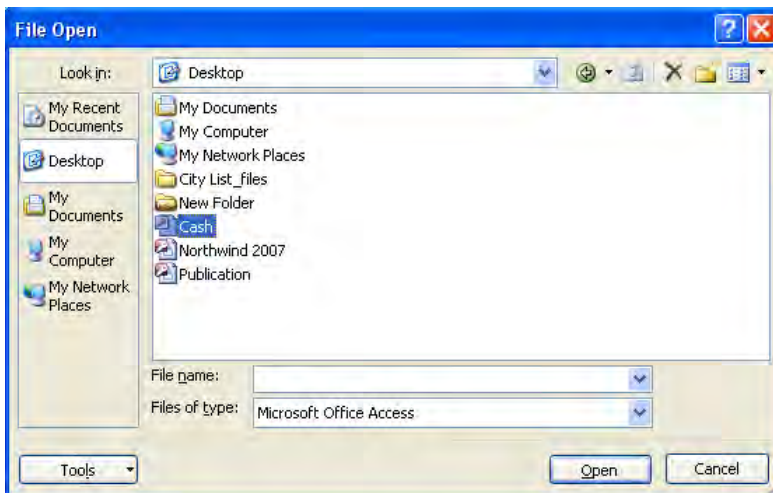 File Open
Look in:
Desktop
My Recent
Documents
Desktop
My
Documents
My
Computer
My Network
Places
My Documents
My Computer
My Network Places
City List_files
New Folder
Cash
Northwind 2007
Publication
File name:
Files of type:
Microsoft Office Access
Tools
Open
Cancel